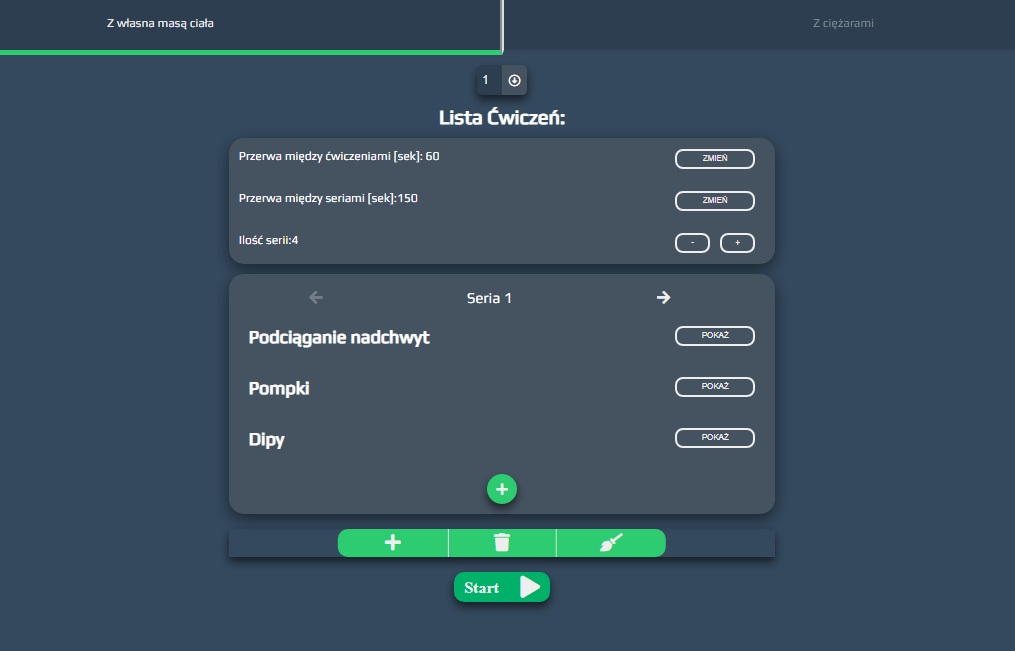 Z własna masą ciała
Z ciężarami
1
Lista Ćwiczeń:
Przerwa między ćwiczeniami [sek]: 60
ZMIEŃ
Przerwa między seriami [sek]:150
ZMIEŃ
Ilość serii:4
- +
Seria 1
Podciąganie nadchwyt
POKAŻ
Pompki
POKAŻ
Dipy
POKAŻ
Start